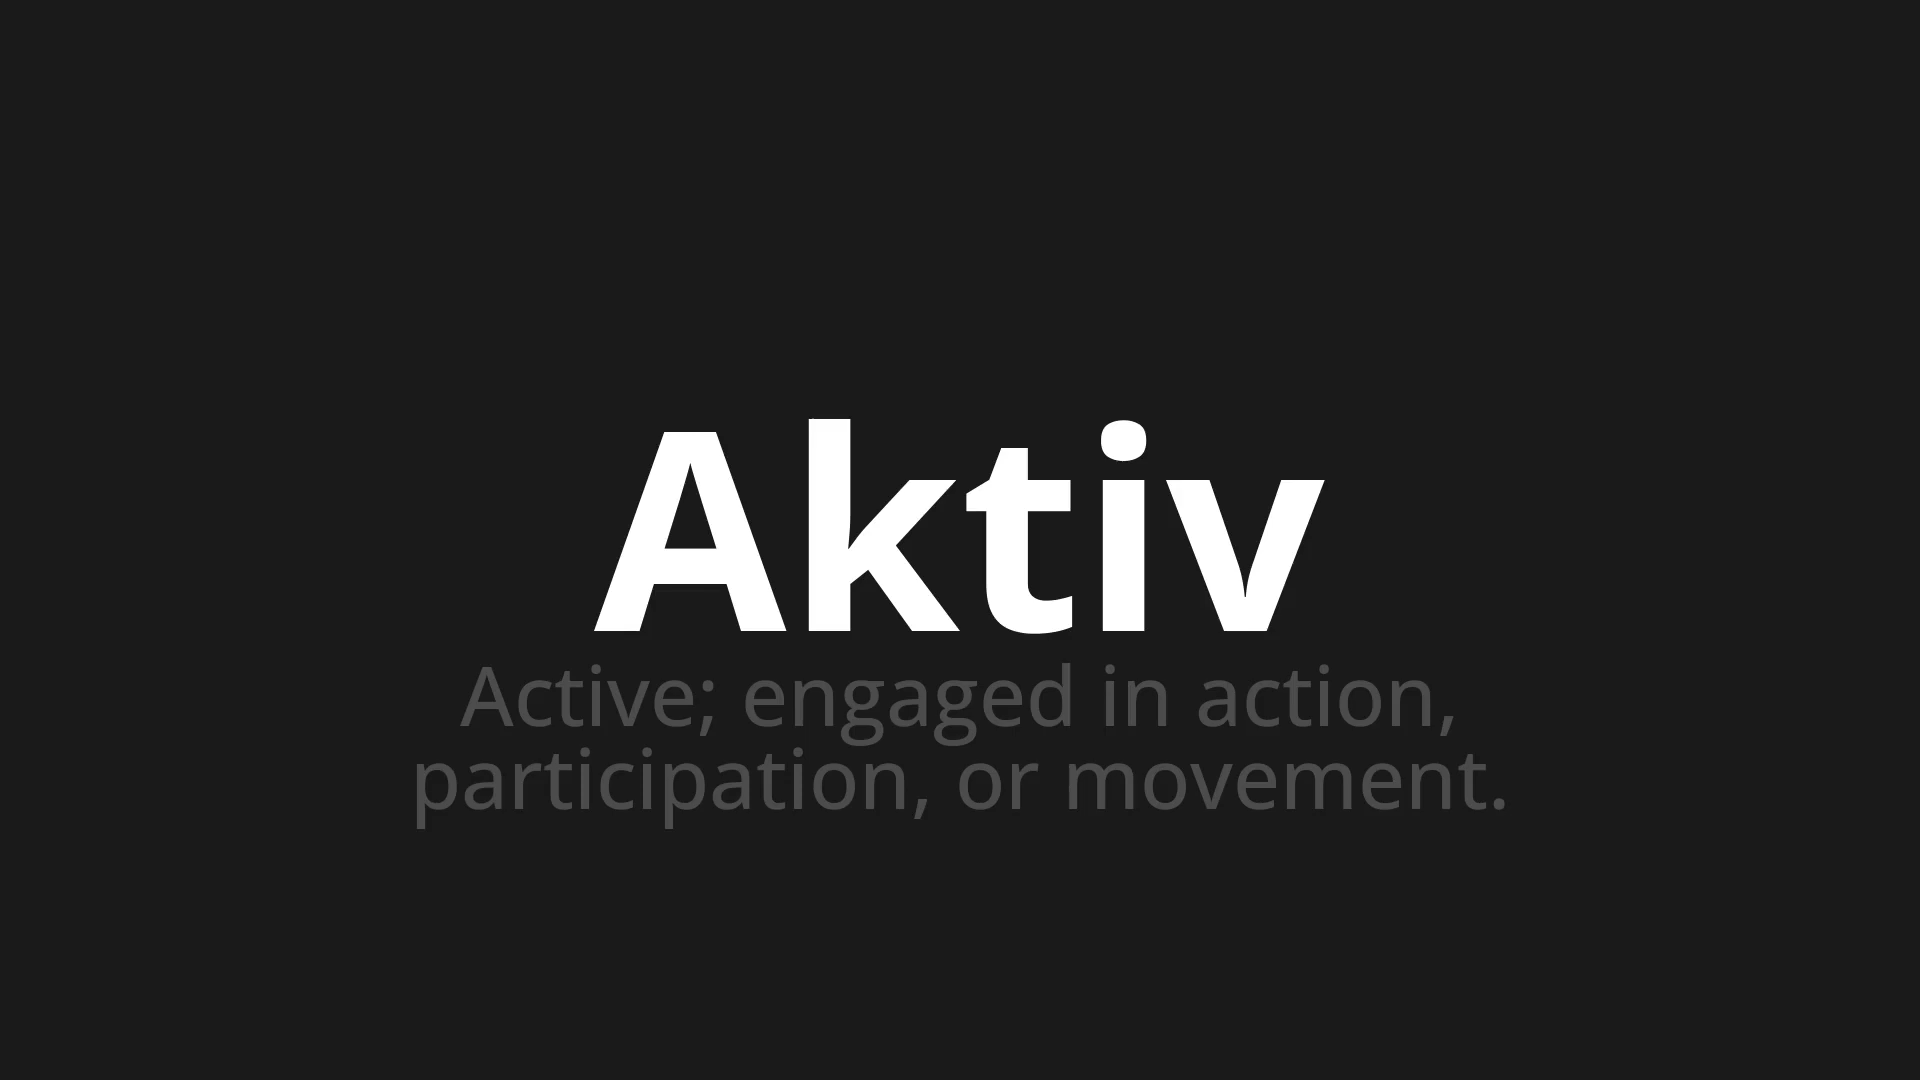 Aktiv
Active; engaged in action,
participation, or movement.